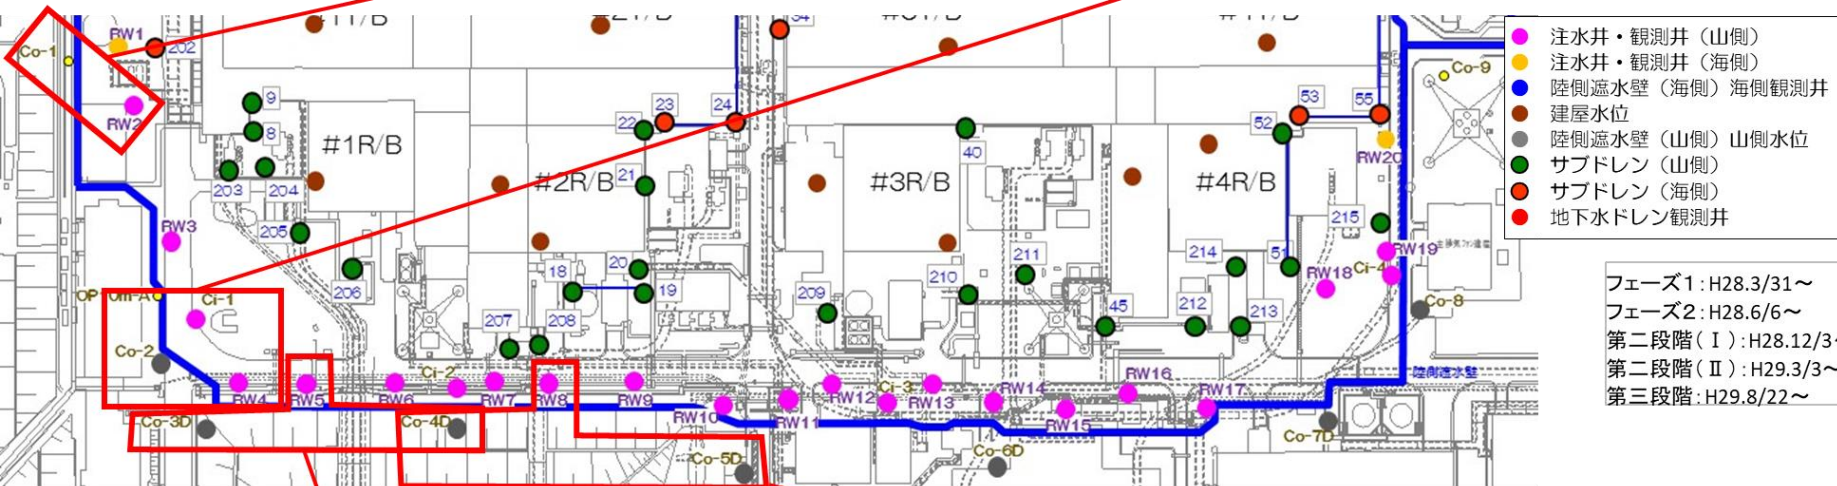 RW1
202
Co-1
RW2
34
Co-9
9
8
#1R/B
203
204
205
206
23
24
22
21
#2R/B
20
18
19
207
208
40
#3R/B
209
210
211
53
55
52
RW20
#4R/B
215
214
51
RW19
RW18
Ci-4
45
212
213
Co-8
RW3
Ci-1
Co-2
RW4
RW5
RW6
Ci-2
RW7
RW8
RW9
RW10
RW11
RW12
Ci-3
RW13
RW14
RW15
RW16
RW17
陸側遮水壁
Co-3D
Co-4D
Co-5D
Co-6D
Co-7D
注水井・観測井（山側）
注水井・観測井（海側）
陸側遮水壁（海側）海側観測井
建屋水位
陸側遮水壁（山側）山側水位
サブドレン（山側）
サブドレン（海側）
地下水ドレン観測井
フェーズ１：H28.3/31～
フェーズ２：H28.6/6～
第二段階（Ⅰ）：H28.12/3
第二段階（Ⅱ）：H29.3/3～
第三段階：H29.8/22～